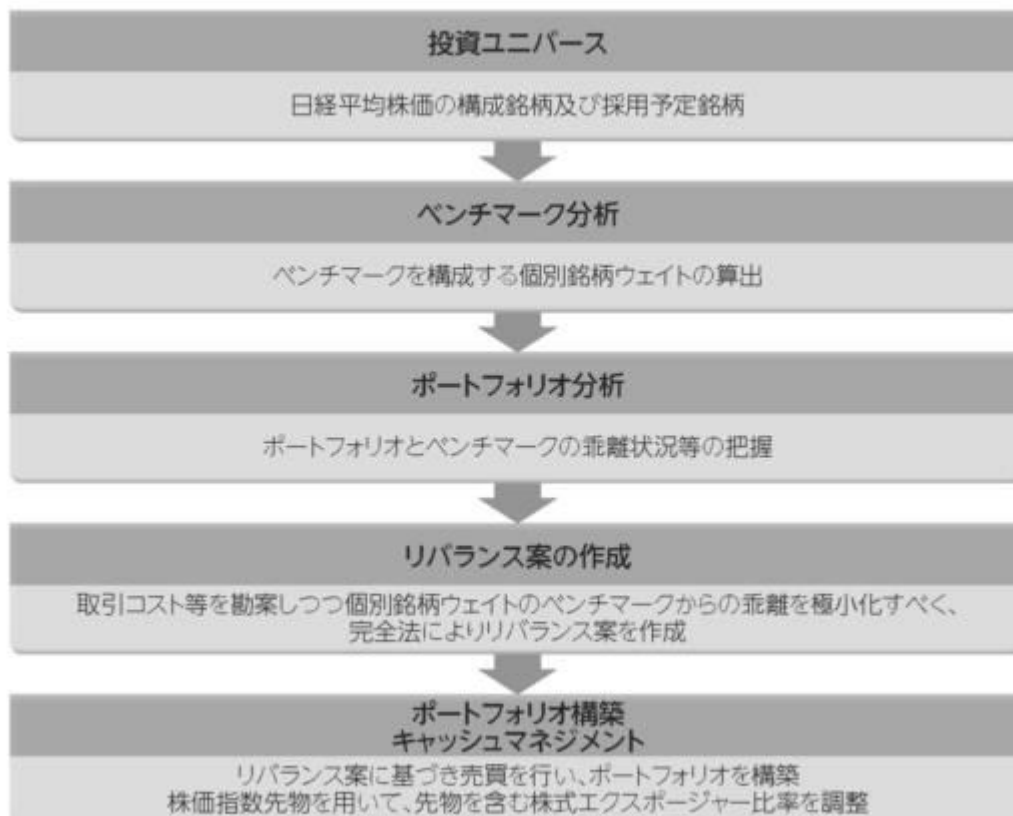 投資ユニバース
日経平均株価の構成銘柄及び採用予定銘柄
ベンチマーク分析
ベンチマークを構成する個別銘柄ウェイトの算出
ポートフォリオ分析
ポートフォリオとベンチマークの乖離状況等の把握
リバランス案の作成
取引コスト等を勘案しつつ個別銘柄ウェイトのベンチマークからの乖離を極小化すべく、
完全法によりリバランス案を作成
ポートフォリオ構築
キャッシュマネジメント
リバランス案に基づき売買を行い、ポートフォリオを構築
株価指数先物を用いて、先物を含む株式エクスポージャー比率を調整